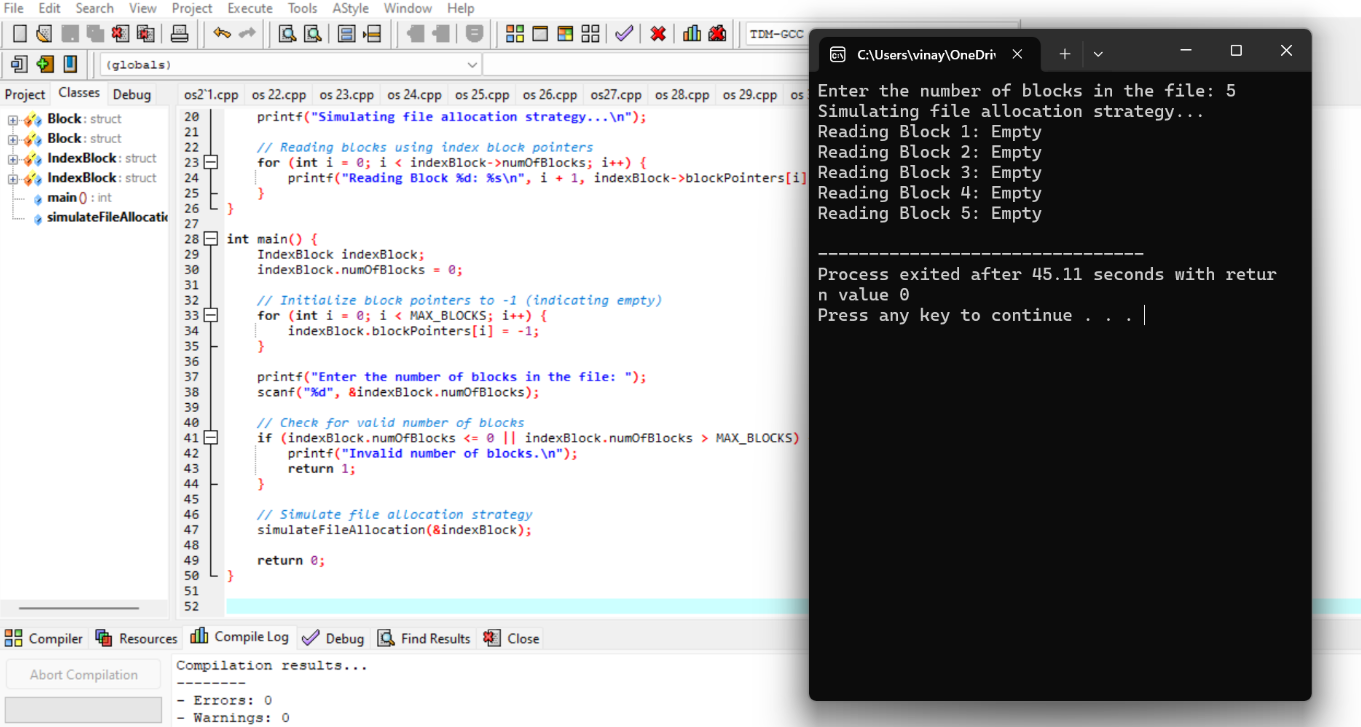 File Edit Search View Project Execute Tools AStyle Window Help
TDM-GCC
(globals)
Project Classes Debug
os2`1.cpp os 22.cpp os 23.cpp os 24.cpp os 25.cpp os 26.cpp os27.cpp os 28.cpp os 29.cpp os
Block : struct
Block : struct
IndexBlock : struct
IndexBlock : struct
main () : int
simulateFileAllocatio
20 printf("Simulating file allocation strategy...\n");
21
22 // Reading blocks using index block pointers
23 for (int i = 0; i < indexBlock->numOfBlocks; i++) {
24 printf("Reading Block %d: %s\n", i + 1, indexBlock->blockPointers[i]
25 }
26 }
27
28 int main() {
29 IndexBlock indexBlock;
30 indexBlock.numOfBlocks = 0;
31
32 // Initialize block pointers to -1 (indicating empty)
33 for (int i = 0; i < MAX_BLOCKS; i++) {
34 indexBlock.blockPointers[i] = -1;
35 }
36
37 printf("Enter the number of blocks in the file: ");
38 scanf("%d", &indexBlock.numOfBlocks);
39
40 // Check for valid number of blocks
41 if (indexBlock.numOfBlocks <= 0 || indexBlock.numOfBlocks > MAX_BLOCKS)
42 printf("Invalid number of blocks.\n");
43 return 1;
44 }
45
46 // Simulate file allocation strategy
47 simulateFileAllocation(&indexBlock);
48
49 return 0;
50 }
51
52
Compiler Resources Compile Log Debug Find Results Close
Abort Compilation
Compilation results...
--------
- Errors: 0
- Warnings: 0
C:\Users\vinay\OneDriv
Enter the number of blocks in the file: 5
Simulating file allocation strategy...
Reading Block 1: Empty
Reading Block 2: Empty
Reading Block 3: Empty
Reading Block 4: Empty
Reading Block 5: Empty
--------------------------------
Process exited after 45.11 seconds with retur
n value 0
Press any key to continue . . .